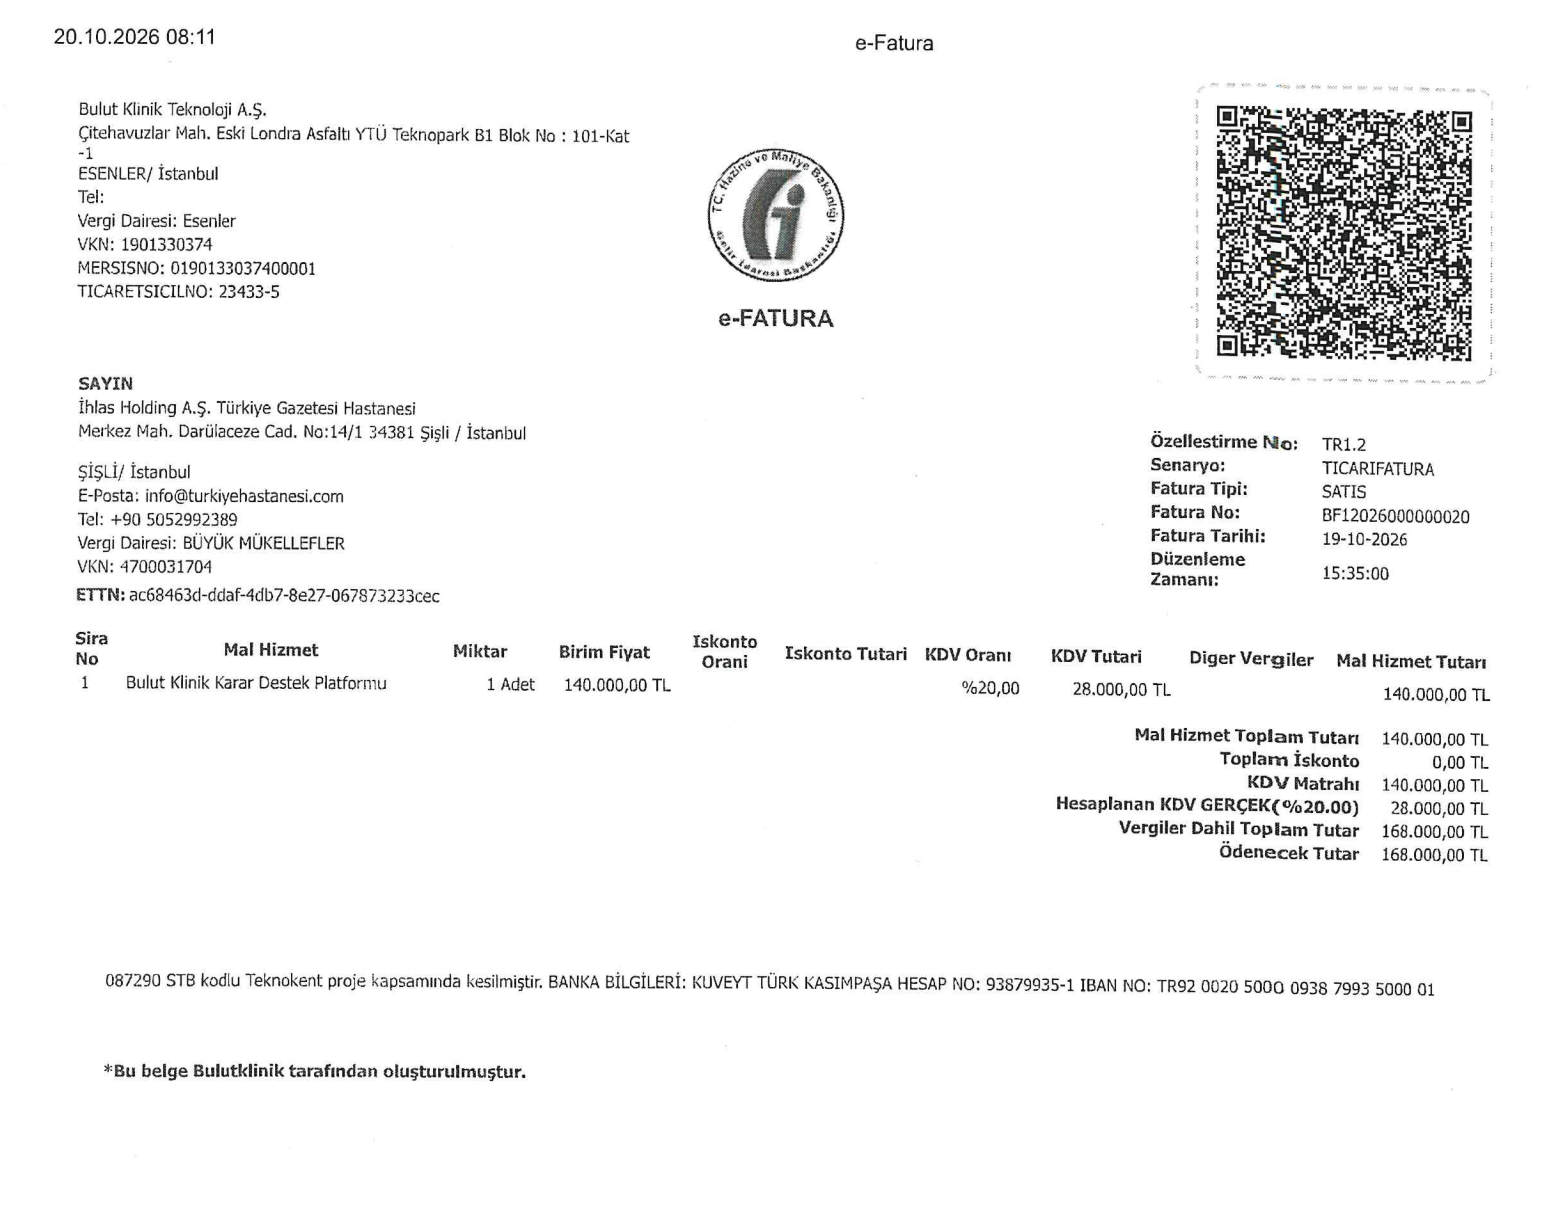 20.10.2026 08:11
e-Fatura
Bulut Klinik Teknoloji A.Ş.
Çitehavuzlar Mah. Eski Londra Asfaltı YTÜ Teknopark B1 Blok No : 101-Kat
-1
ESENLER/ İstanbul
Tel:
Vergi Dairesi: Esenler
VKN: 1901330374
MERSISNO: 0190133037400001
TICARETSICILNO: 23433-5
T.C. Hazine ve Maliye Bakanlığı
Gelir İdaresi Başkanlığı
e-FATURA
SAYIN
İhlas Holding A.Ş. Türkiye Gazetesi Hastanesi
Merkez Mah. Darülaceze Cad. No:14/1 34381 Şişli / İstanbul
ŞİŞLİ/ İstanbul
E-Posta: info@turkiyehastanesi.com
Tel: +90 5052992389
Vergi Dairesi: BÜYÜK MÜKELLEFLER
VKN: 4700031704
ETTN: ac68463d-ddaf-4db7-8e27-067873233cec
Özellestirme No: TR1.2
Senaryo: TICARIFATURA
Fatura Tipi: SATIS
Fatura No: BF12026000000020
Fatura Tarihi: 19-10-2026
Düzenleme Zamanı: 15:35:00
Sira No Mal Hizmet Miktar Birim Fiyat Iskonto Orani Iskonto Tutari KDV Oranı KDV Tutari Diger Vergiler Mal Hizmet Tutarı
1 Bulut Klinik Karar Destek Platformu 1 Adet 140.000,00 TL %20,00 28.000,00 TL 140.000,00 TL
Mal Hizmet Toplam Tutarı 140.000,00 TL
Toplam İskonto 0,00 TL
KDV Matrahı 140.000,00 TL
Hesaplanan KDV GERÇEK(%20.00) 28.000,00 TL
Vergiler Dahil Toplam Tutar 168.000,00 TL
Ödenecek Tutar 168.000,00 TL
087290 STB kodlu Teknokent proje kapsamında kesilmiştir. BANKA BİLGİLERİ: KUVEYT TÜRK KASIMPAŞA HESAP NO: 93879935-1 IBAN NO: TR92 0020 5000 0938 7993 5000 01
*Bu belge Bulutklinik tarafından oluşturulmuştur.